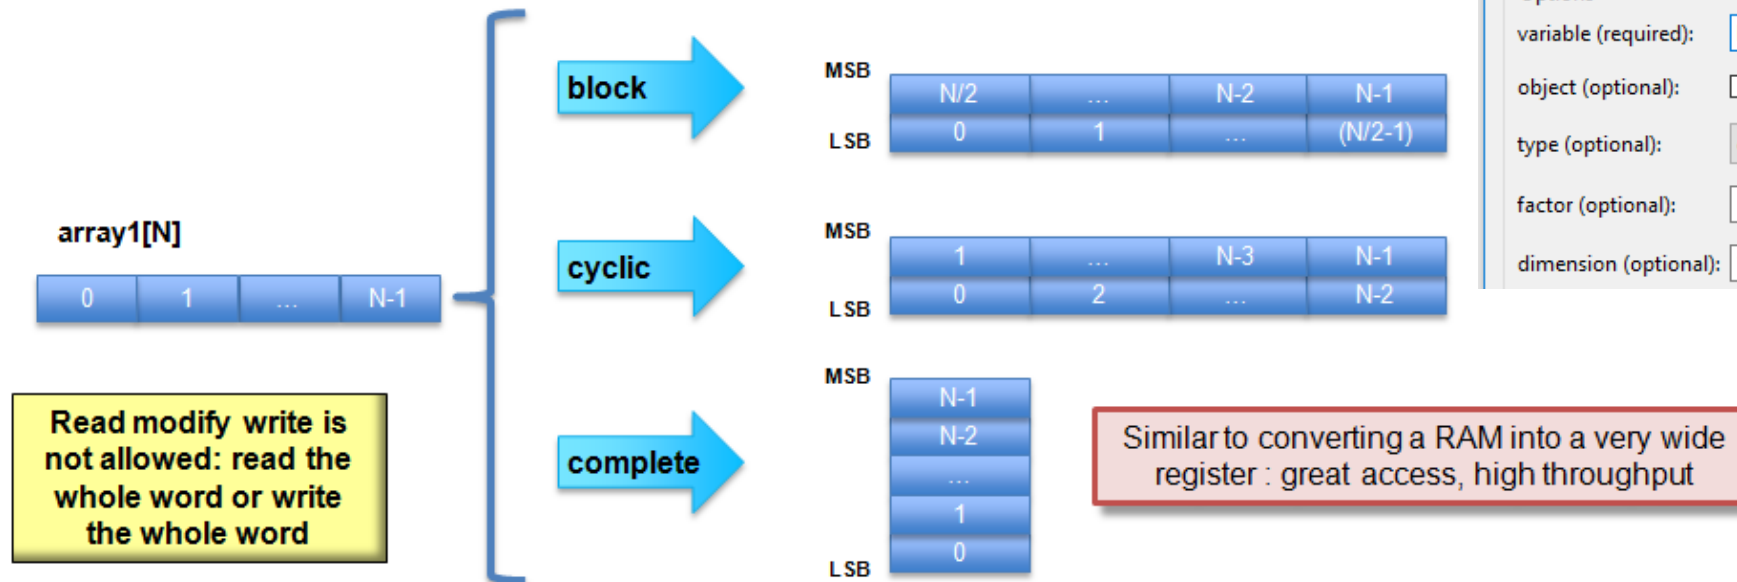 array1[N]
0 1 ... N-1
Read modify write is
not allowed: read the
whole word or write
the whole word
block
MSB
N/2 ... N-2 N-1
0 1 ... (N/2-1)
LSB
cyclic
MSB
1 ... N-3 N-1
0 2 ... N-2
LSB
complete
MSB
N-1
N-2
...
1
0
LSB
Similar to converting a RAM into a very wide
register : great access, high throughput
variable (required):
object (optional):
type (optional):
factor (optional):
dimension (optional):